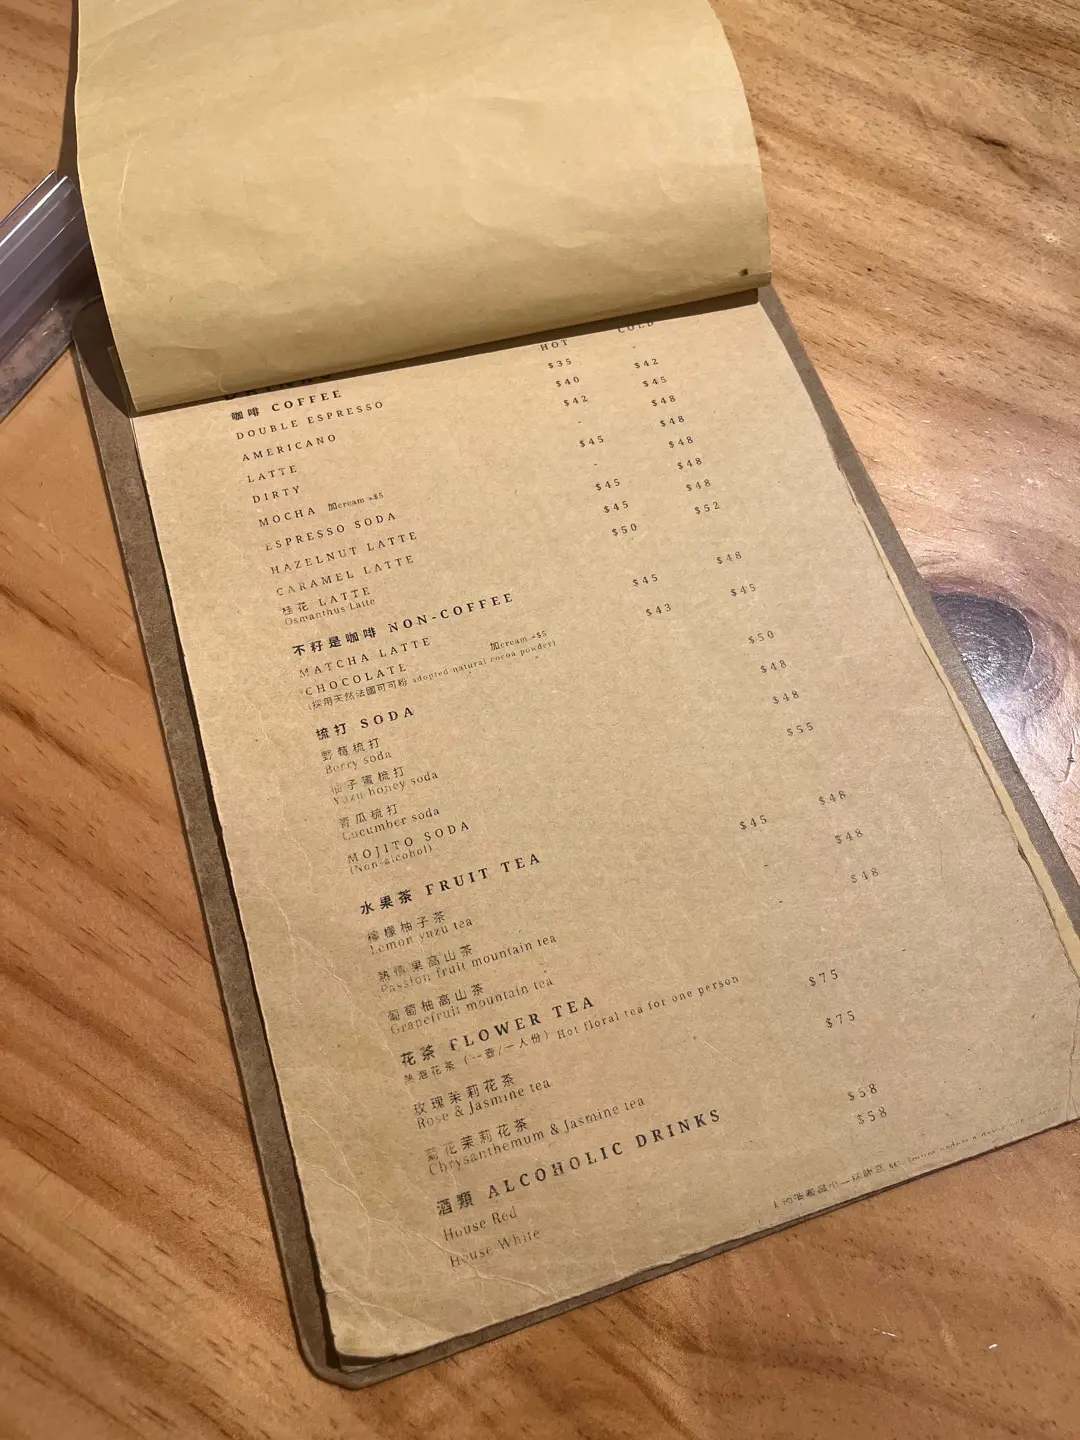 HOT COLD
咖啡 COFFEE
DOUBLE ESPRESSO $35 -
AMERICANO $40 $42
LATTE $42 $45
DIRTY - $48
MOCHA 加cream +$5 $45 $48
ESPRESSO SODA - $48
HAZELNUT LATTE $45 $48
CARAMEL LATTE $45 $48
桂花 LATTE $50 $52
Osmanthus Latte
不籽是咖啡 NON-COFFEE
MATCHA LATTE $45 $48
CHOCOLATE 加cream +$5 $43 $45
(採用天然法國可可粉 adopted natural cocoa powder)
梳打 SODA
野莓梳打 $50
Berry soda
柚子蜜梳打 $48
Yuzu honey soda
青瓜梳打 $48
Cucumber soda
MOJITO SODA $55
(Non-alcohol)
水果茶 FRUIT TEA
檸檬柚子茶 $45 $48
Lemon yuzu tea
熱情果高山茶 - $48
Passion fruit mountain tea
葡萄柚高山茶 $48
Grapefruit mountain tea
花茶 FLOWER TEA
熱泡花茶 (一壺/一人份) Hot floral tea for one person
玫瑰茉莉花茶 $75
Rose & Jasmine tea
菊花茉莉花茶 $75
Chrysanthemum & Jasmine tea
酒類 ALCOHOLIC DRINKS
House Red $58
House White $58